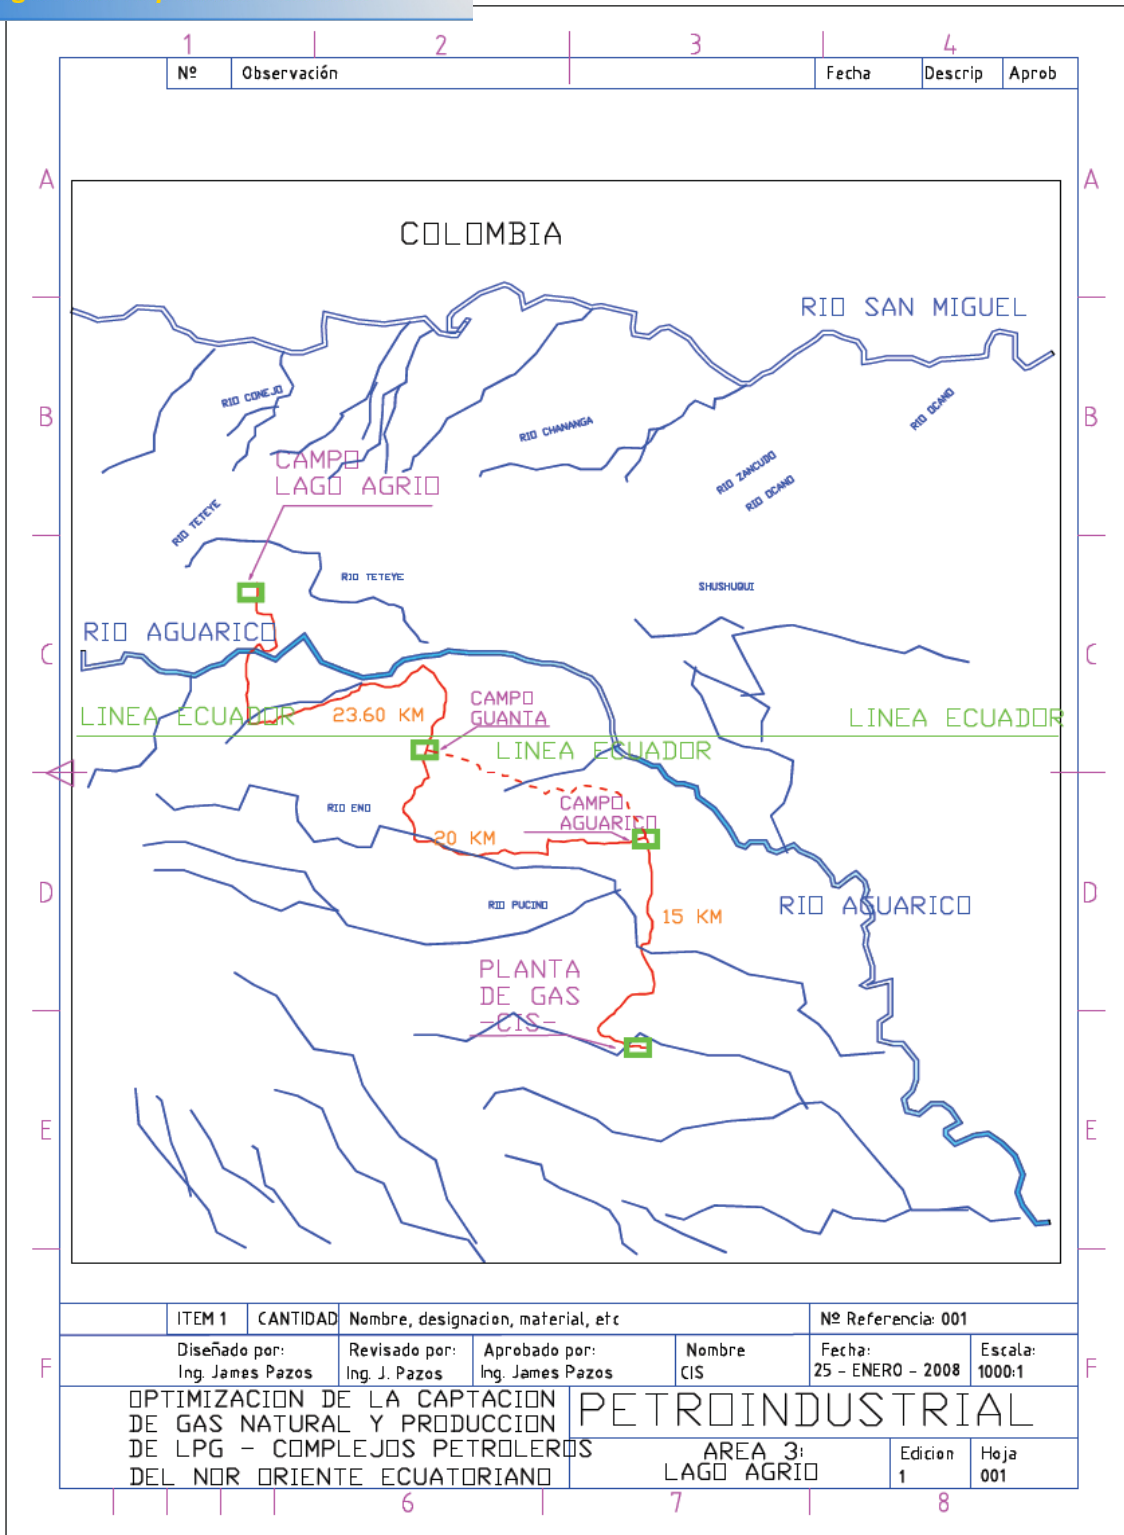 1 2 3 4
Nº Observación Fecha Descrip Aprob
A A
COLOMBIA
RIO SAN MIGUEL
RIO CONEJO
RIO OCANO
B B
RIO CHANANGA
CAMPO
LAGO AGRIO
RIO ZANCUDO
RIO OCANO
RIO TETEYE
RIO TETEYE
SHUSHUQUI
RIO AGUARICO
C C
CAMPO
GUANTA
LINEA ECUADOR 23.60 KM LINEA ECUADOR
LINEA ECUADOR
CAMPO
AGUARICO
RIO ENO
20 KM
D D
RIO PUCINO
RIO AGUARICO
15 KM
PLANTA
DE GAS
-CIS-
E E
ITEM 1 CANTIDAD Nombre, designacion, material, etc Nº Referencia: 001
Diseñado por: Revisado por: Aprobado por: Nombre Fecha: Escala:
F F
Ing. James Pazos Ing. J. Pazos Ing. James Pazos CIS 25 - ENERO - 2008 1000:1
OPTIMIZACION DE LA CAPTACION
DE GAS NATURAL Y PRODUCCION
DE LPG - COMPLEJOS PETROLEROS
DEL NOR ORIENTE ECUATORIANO
PETROINDUSTRIAL
AREA 3:
LAGO AGRIO
Edicion Hoja
1 001
6 7 8